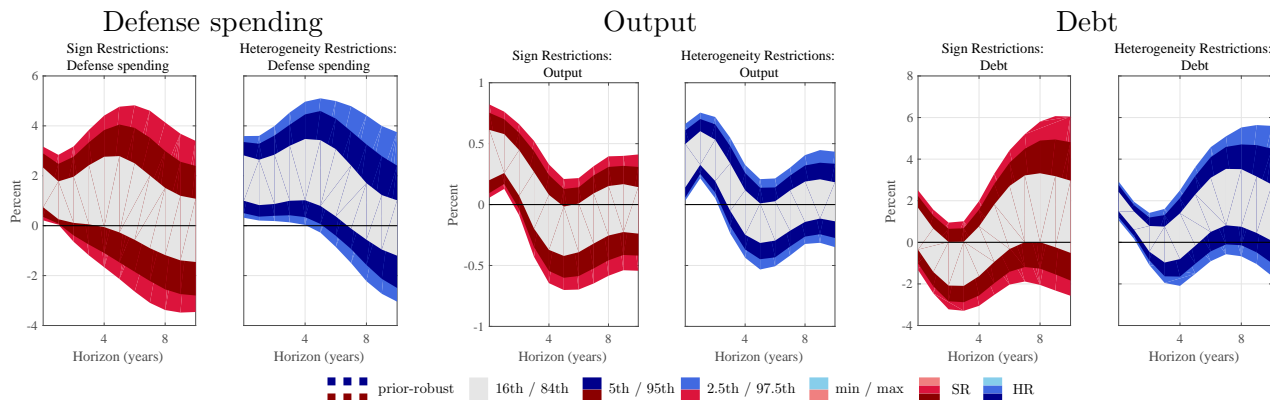 Defense spending
Output
Debt
Sign Restrictions:
Defense spending
Heterogeneity Restrictions:
Defense spending
Sign Restrictions:
Output
Heterogeneity Restrictions:
Output
Sign Restrictions:
Debt
Heterogeneity Restrictions:
Debt
6
4
2
0
-2
-4
Percent
4
8
Horizon (years)
4
8
Horizon (years)
1
0.5
0
-0.5
-1
Percent
4
8
Horizon (years)
4
8
Horizon (years)
8
6
4
2
0
-2
-4
Percent
4
8
Horizon (years)
4
8
Horizon (years)
prior-robust
16th / 84th
5th / 95th
2.5th / 97.5th
min / max
SR
HR